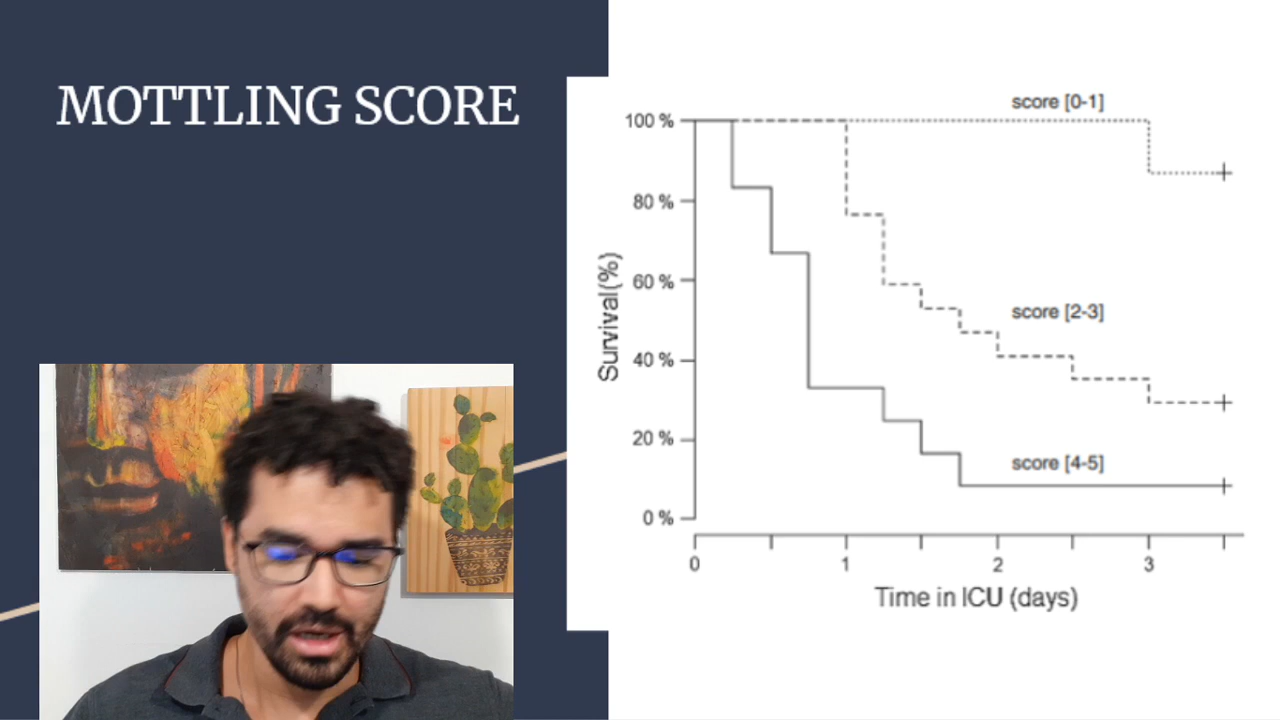 MOTTLING SCORE
score [0-1]
100 %
80 %
60 %
score [2-3]
40 %
20 %
score [4-5]
0 %
Survival(%)
0 1 2 3
Time in ICU (days)